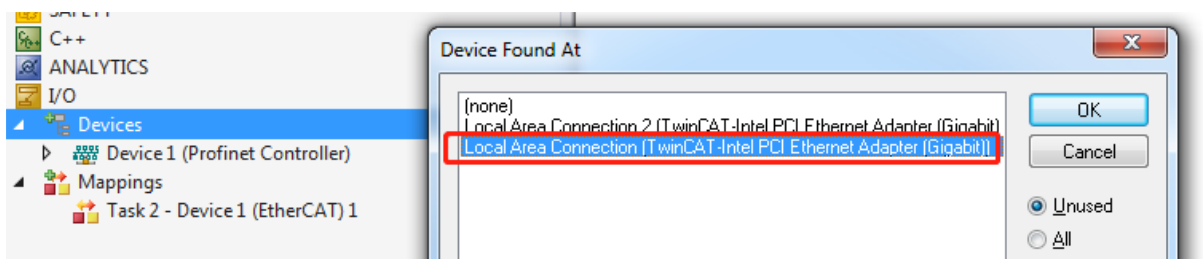 SAFETY
C++
ANALYTICS
I/O
Devices
Device 1 (Profinet Controller)
Mappings
Task 2 - Device 1 (EtherCAT) 1
Device Found At
(none)
Local Area Connection 2 (TwinCAT-Intel PCI Ethernet Adapter (Gigabit)
Local Area Connection (TwinCAT-Intel PCI Ethernet Adapter (Gigabit))
OK
Cancel
Unused
All